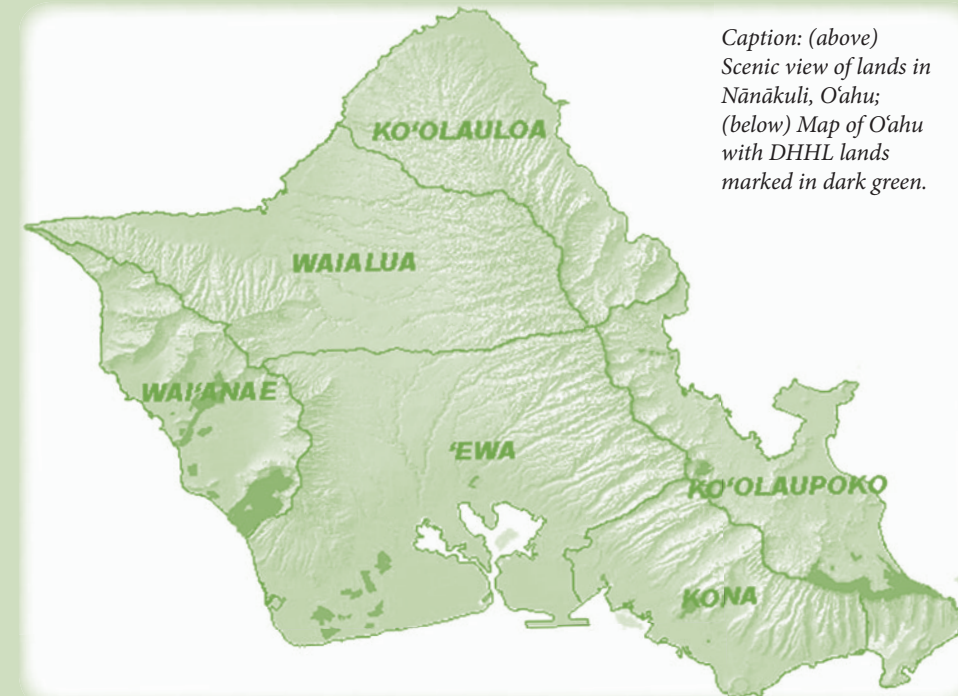 Caption: (above)
Scenic view of lands in
Nānākuli, Oʻahu;
(below) Map of Oʻahu
with DHHL lands
marked in dark green.
KOʻOLAULOA
WAIALUA
WAIʻANAE
ʻEWA
KOʻOLAUPOKO
KONA